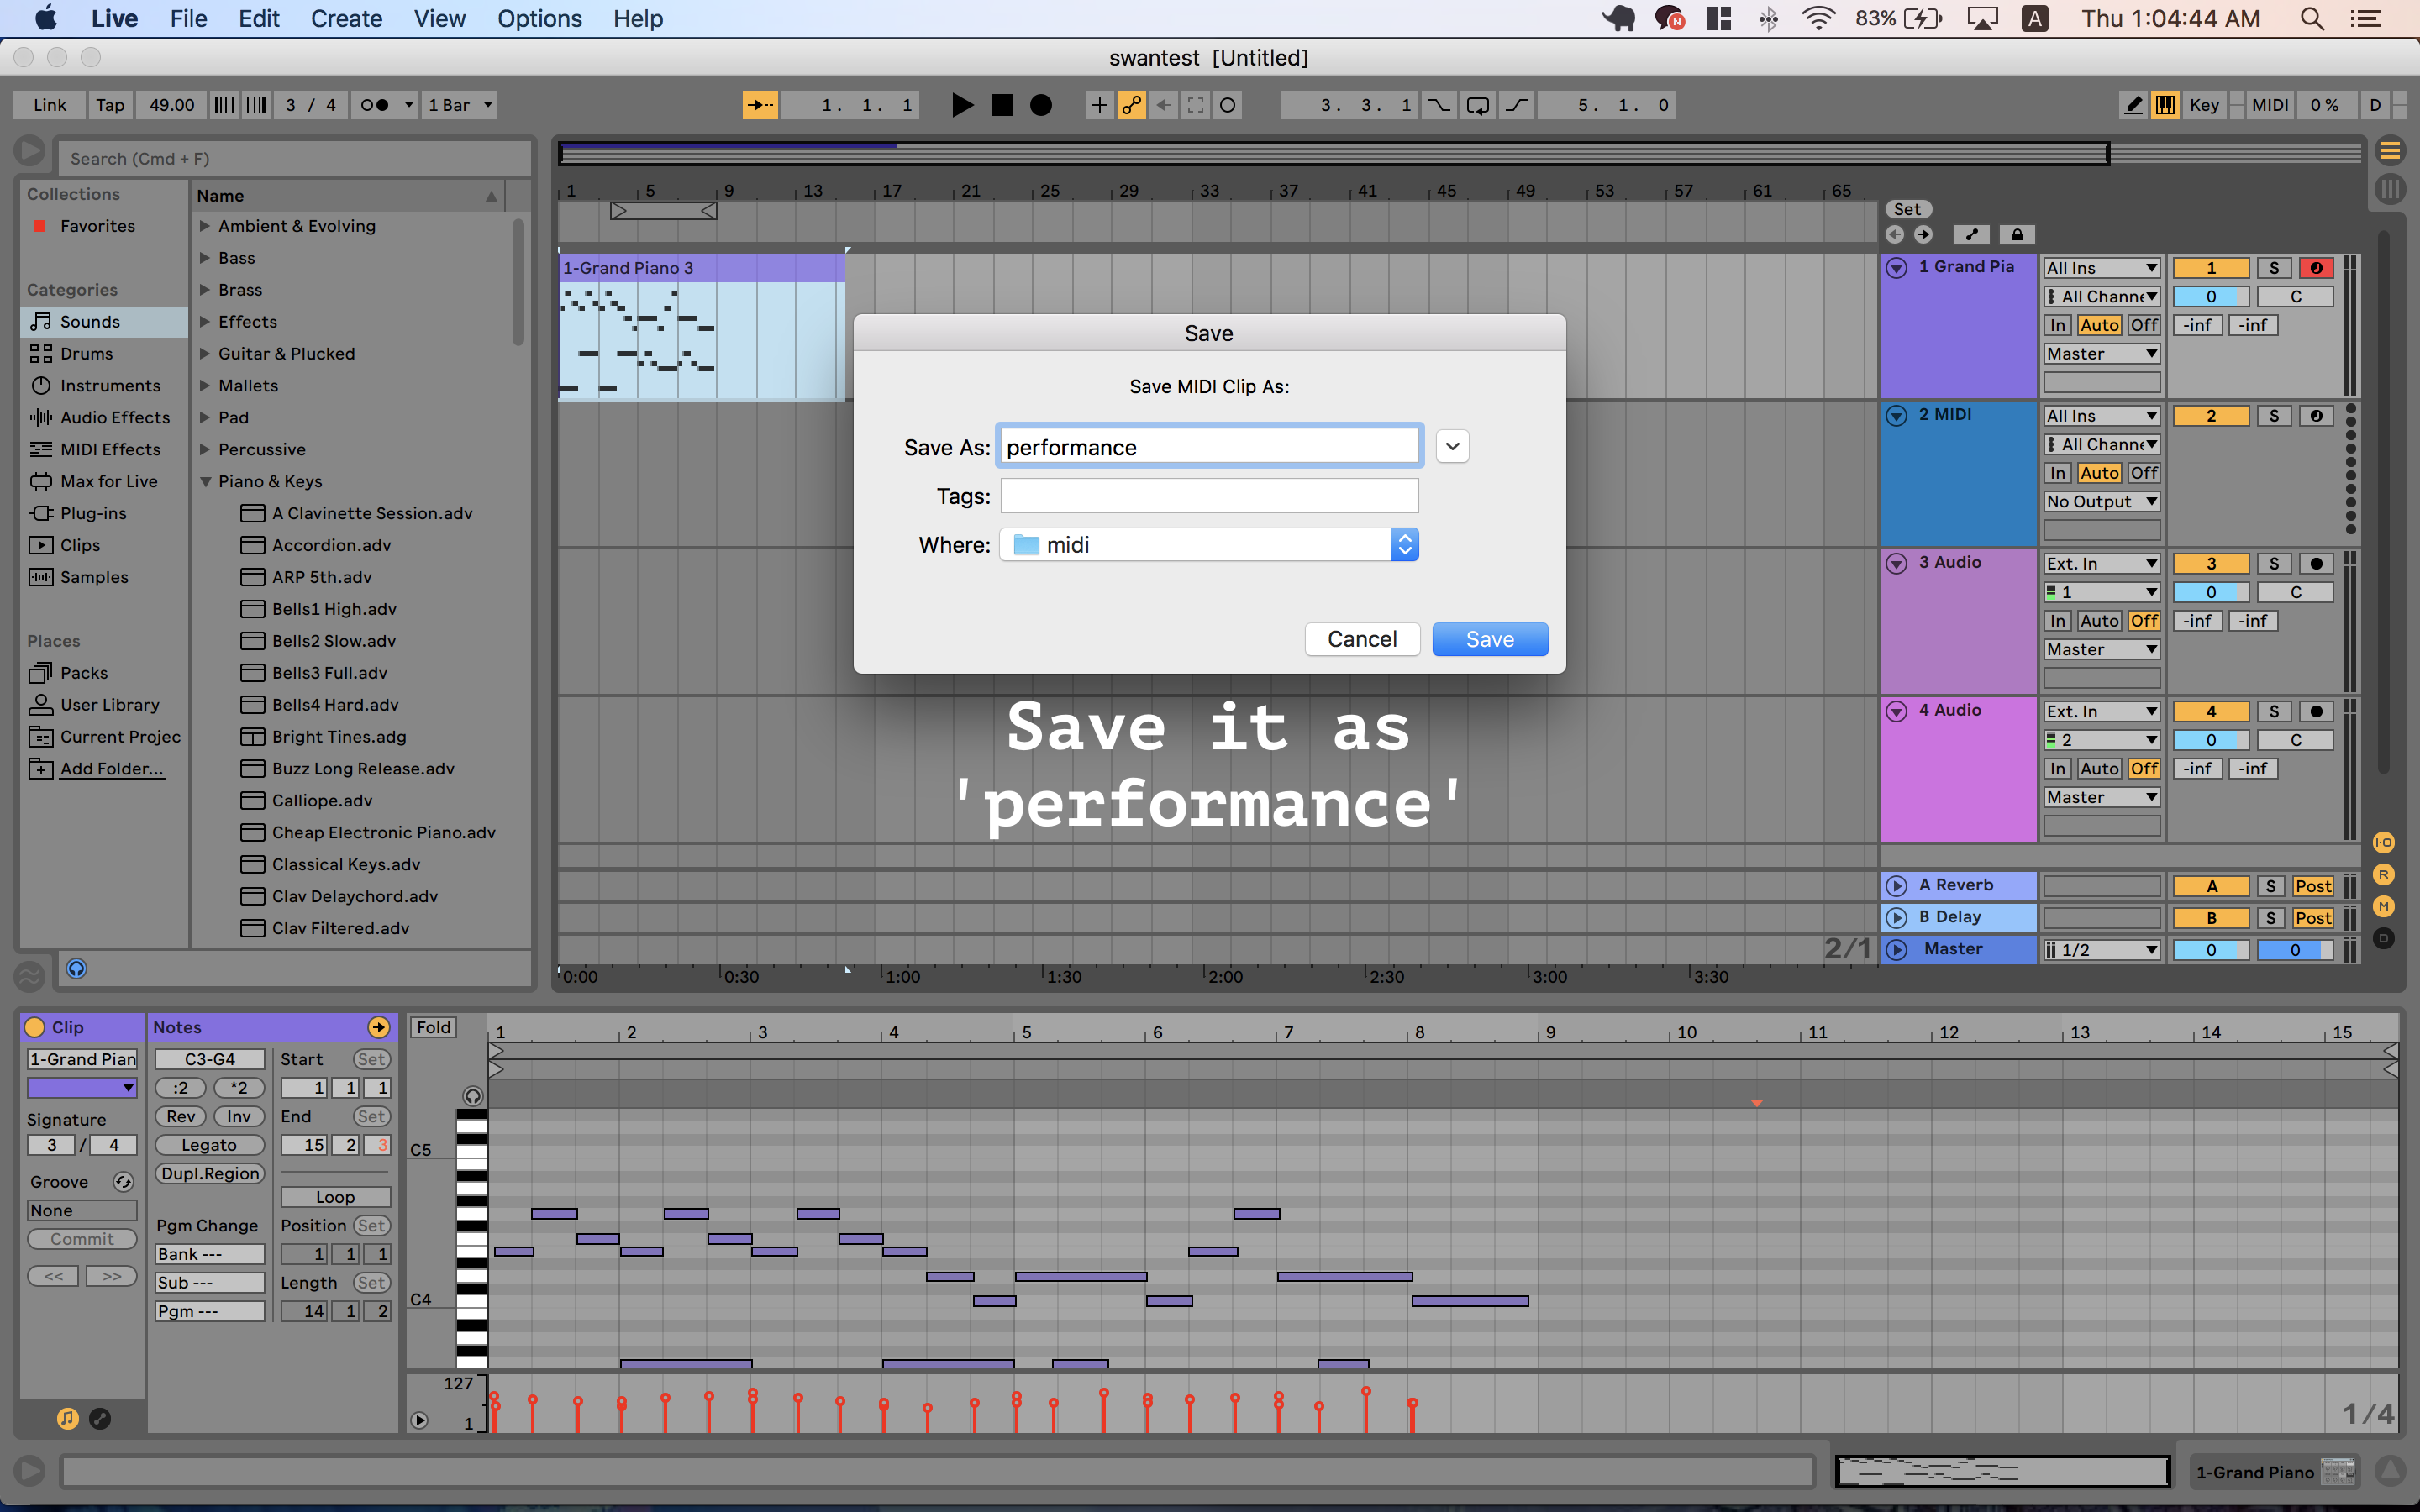 Live File Edit Create View Options Help
83% A Thu 1:04:44 AM
swantest [Untitled]
Link Tap 49.00 3 / 4 1 Bar
1. 1. 1
3. 3. 1
5. 1. 0
Key MIDI 0 % D
Search (Cmd + F)
Collections
Favorites
Categories
Sounds
Drums
Instruments
Audio Effects
MIDI Effects
Max for Live
Plug-ins
Clips
Samples
Places
Packs
User Library
Current Projec
Add Folder...
Name
Ambient & Evolving
Bass
Brass
Effects
Guitar & Plucked
Mallets
Pad
Percussive
Piano & Keys
A Clavinette Session.adv
Accordion.adv
ARP 5th.adv
Bells1 High.adv
Bells2 Slow.adv
Bells3 Full.adv
Bells4 Hard.adv
Bright Tines.adg
Buzz Long Release.adv
Calliope.adv
Cheap Electronic Piano.adv
Classical Keys.adv
Clav Delaychord.adv
Clav Filtered.adv
1 5 9 13 17 21 25 29 33 37 41 45 49 53 57 61 65
1-Grand Piano 3
Save
Save MIDI Clip As:
Save As: performance
Tags:
Where: midi
Cancel Save
Save it as
'performance'
2/1
0:00 0:30 1:00 1:30 2:00 2:30 3:00 3:30
Set
1 Grand Pia All Ins 1 S
All Channe 0 C
In Auto Off -inf -inf
Master
2 MIDI All Ins 2 S
All Channe
In Auto Off
No Output
3 Audio Ext. In 3 S
1 0 C
In Auto Off -inf -inf
Master
4 Audio Ext. In 4 S
2 0 C
In Auto Off -inf -inf
Master
A Reverb A S Post
B Delay B S Post
Master 1/2 0 0
I·O
R
M
D
Clip
1-Grand Pian
Signature
3 / 4
Groove
None
Commit
<< >>
Notes
C3-G4
:2 *2
Rev Inv
Legato
Dupl.Region
Pgm Change
Bank ---
Sub ---
Pgm ---
Start Set
1 1 1
End Set
15 2 3
Loop
Position Set
1 1 1
Length Set
14 1 2
Fold
1 2 3 4 5 6 7 8 9 10 11 12 13 14 15
C5
C4
127
1
1/4
1-Grand Piano